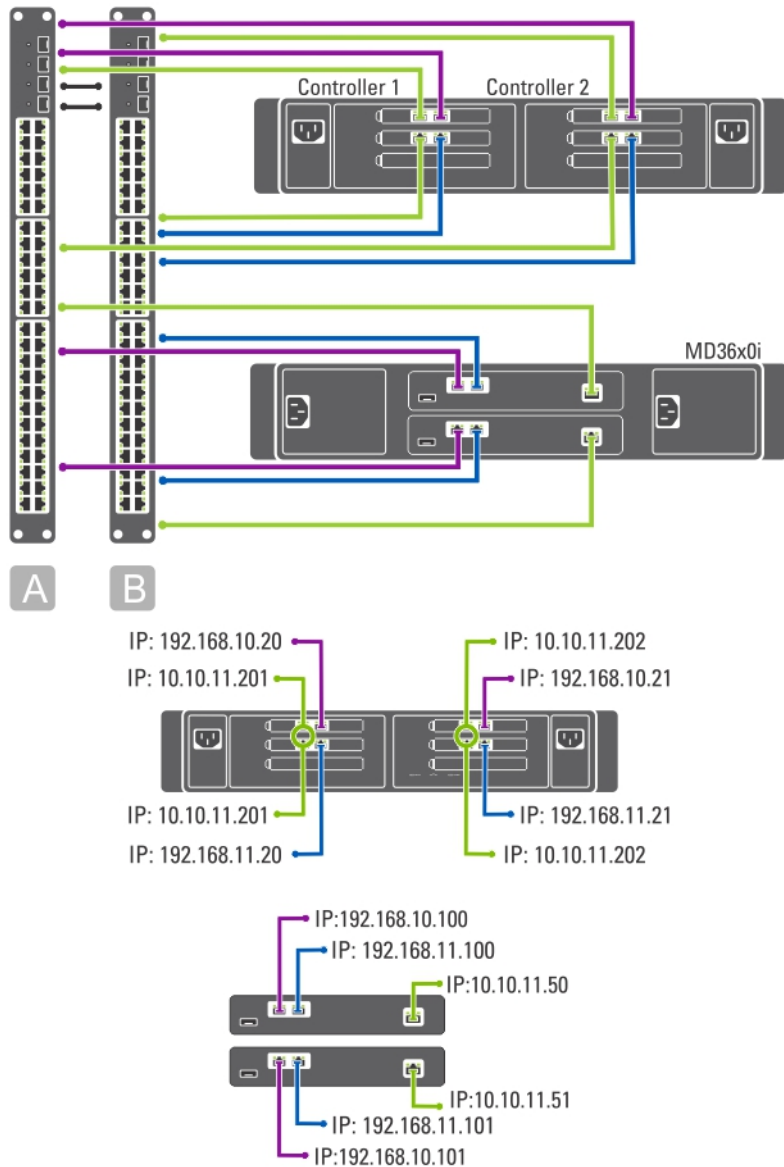 Controller 1
Controller 2
MD36x0i
A
B
IP: 192.168.10.20
IP: 10.10.11.202
IP: 10.10.11.201
IP: 192.168.10.21
IP: 10.10.11.201
IP: 192.168.11.21
IP: 192.168.11.20
IP: 10.10.11.202
IP:192.168.10.100
IP: 192.168.11.100
IP:10.10.11.50
IP:10.10.11.51
IP: 192.168.11.101
IP:192.168.10.101